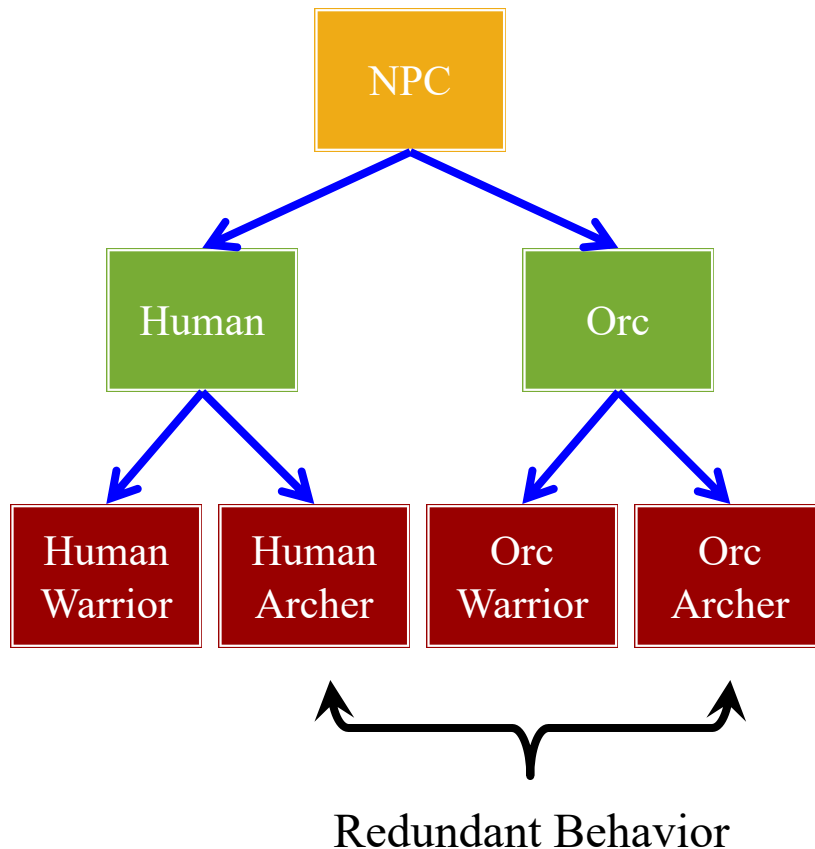 NPC
Human
Orc
Human
Warrior
Human
Archer
Orc
Warrior
Orc
Archer
Redundant Behavior